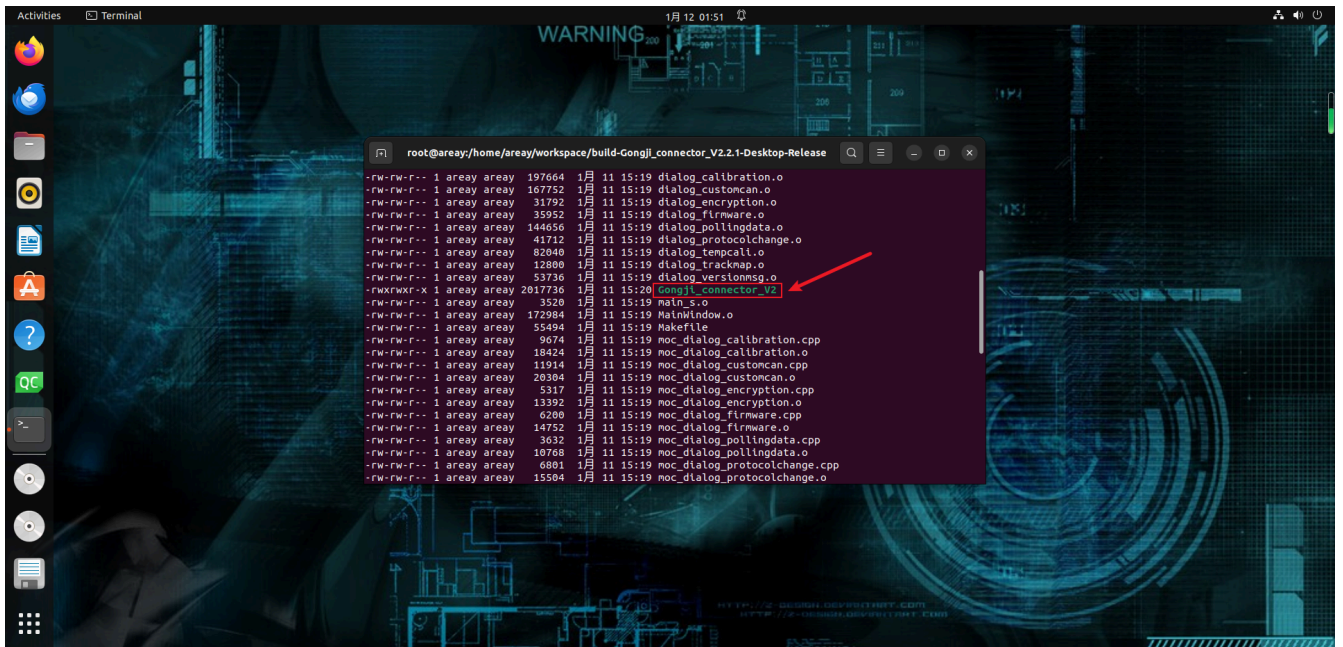 Activities Terminal 1月 12 01:51
WARNING 200
201
211
208
209
root@areay:/home/areay/workspace/build-Gongji_connector_V2.2.1-Desktop-Release
-rw-rw-r-- 1 areay areay 197664 1月 11 15:19 dialog_calibration.o
-rw-rw-r-- 1 areay areay 167752 1月 11 15:19 dialog_customcan.o
-rw-rw-r-- 1 areay areay 31792 1月 11 15:19 dialog_encryption.o
-rw-rw-r-- 1 areay areay 35952 1月 11 15:19 dialog_firmware.o
-rw-rw-r-- 1 areay areay 144656 1月 11 15:19 dialog_pollingdata.o
-rw-rw-r-- 1 areay areay 41712 1月 11 15:19 dialog_protocolchange.o
-rw-rw-r-- 1 areay areay 82040 1月 11 15:19 dialog_tempcali.o
-rw-rw-r-- 1 areay areay 12800 1月 11 15:19 dialog_trackmap.o
-rw-rw-r-- 1 areay areay 53736 1月 11 15:19 dialog_versionmsg.o
-rwxrwxr-x 1 areay areay 2017736 1月 11 15:20 Gongji_connector_V2
-rw-rw-r-- 1 areay areay 3520 1月 11 15:19 main_s.o
-rw-rw-r-- 1 areay areay 172984 1月 11 15:19 MainWindow.o
-rw-rw-r-- 1 areay areay 55494 1月 11 15:19 Makefile
-rw-rw-r-- 1 areay areay 9674 1月 11 15:19 moc_dialog_calibration.cpp
-rw-rw-r-- 1 areay areay 18424 1月 11 15:19 moc_dialog_calibration.o
-rw-rw-r-- 1 areay areay 11914 1月 11 15:19 moc_dialog_customcan.cpp
-rw-rw-r-- 1 areay areay 20304 1月 11 15:19 moc_dialog_customcan.o
-rw-rw-r-- 1 areay areay 5317 1月 11 15:19 moc_dialog_encryption.cpp
-rw-rw-r-- 1 areay areay 13392 1月 11 15:19 moc_dialog_encryption.o
-rw-rw-r-- 1 areay areay 6200 1月 11 15:19 moc_dialog_firmware.cpp
-rw-rw-r-- 1 areay areay 14752 1月 11 15:19 moc_dialog_firmware.o
-rw-rw-r-- 1 areay areay 3632 1月 11 15:19 moc_dialog_pollingdata.cpp
-rw-rw-r-- 1 areay areay 10768 1月 11 15:19 moc_dialog_pollingdata.o
-rw-rw-r-- 1 areay areay 6801 1月 11 15:19 moc_dialog_protocolchange.cpp
-rw-rw-r-- 1 areay areay 15504 1月 11 15:19 moc_dialog_protocolchange.o
QC